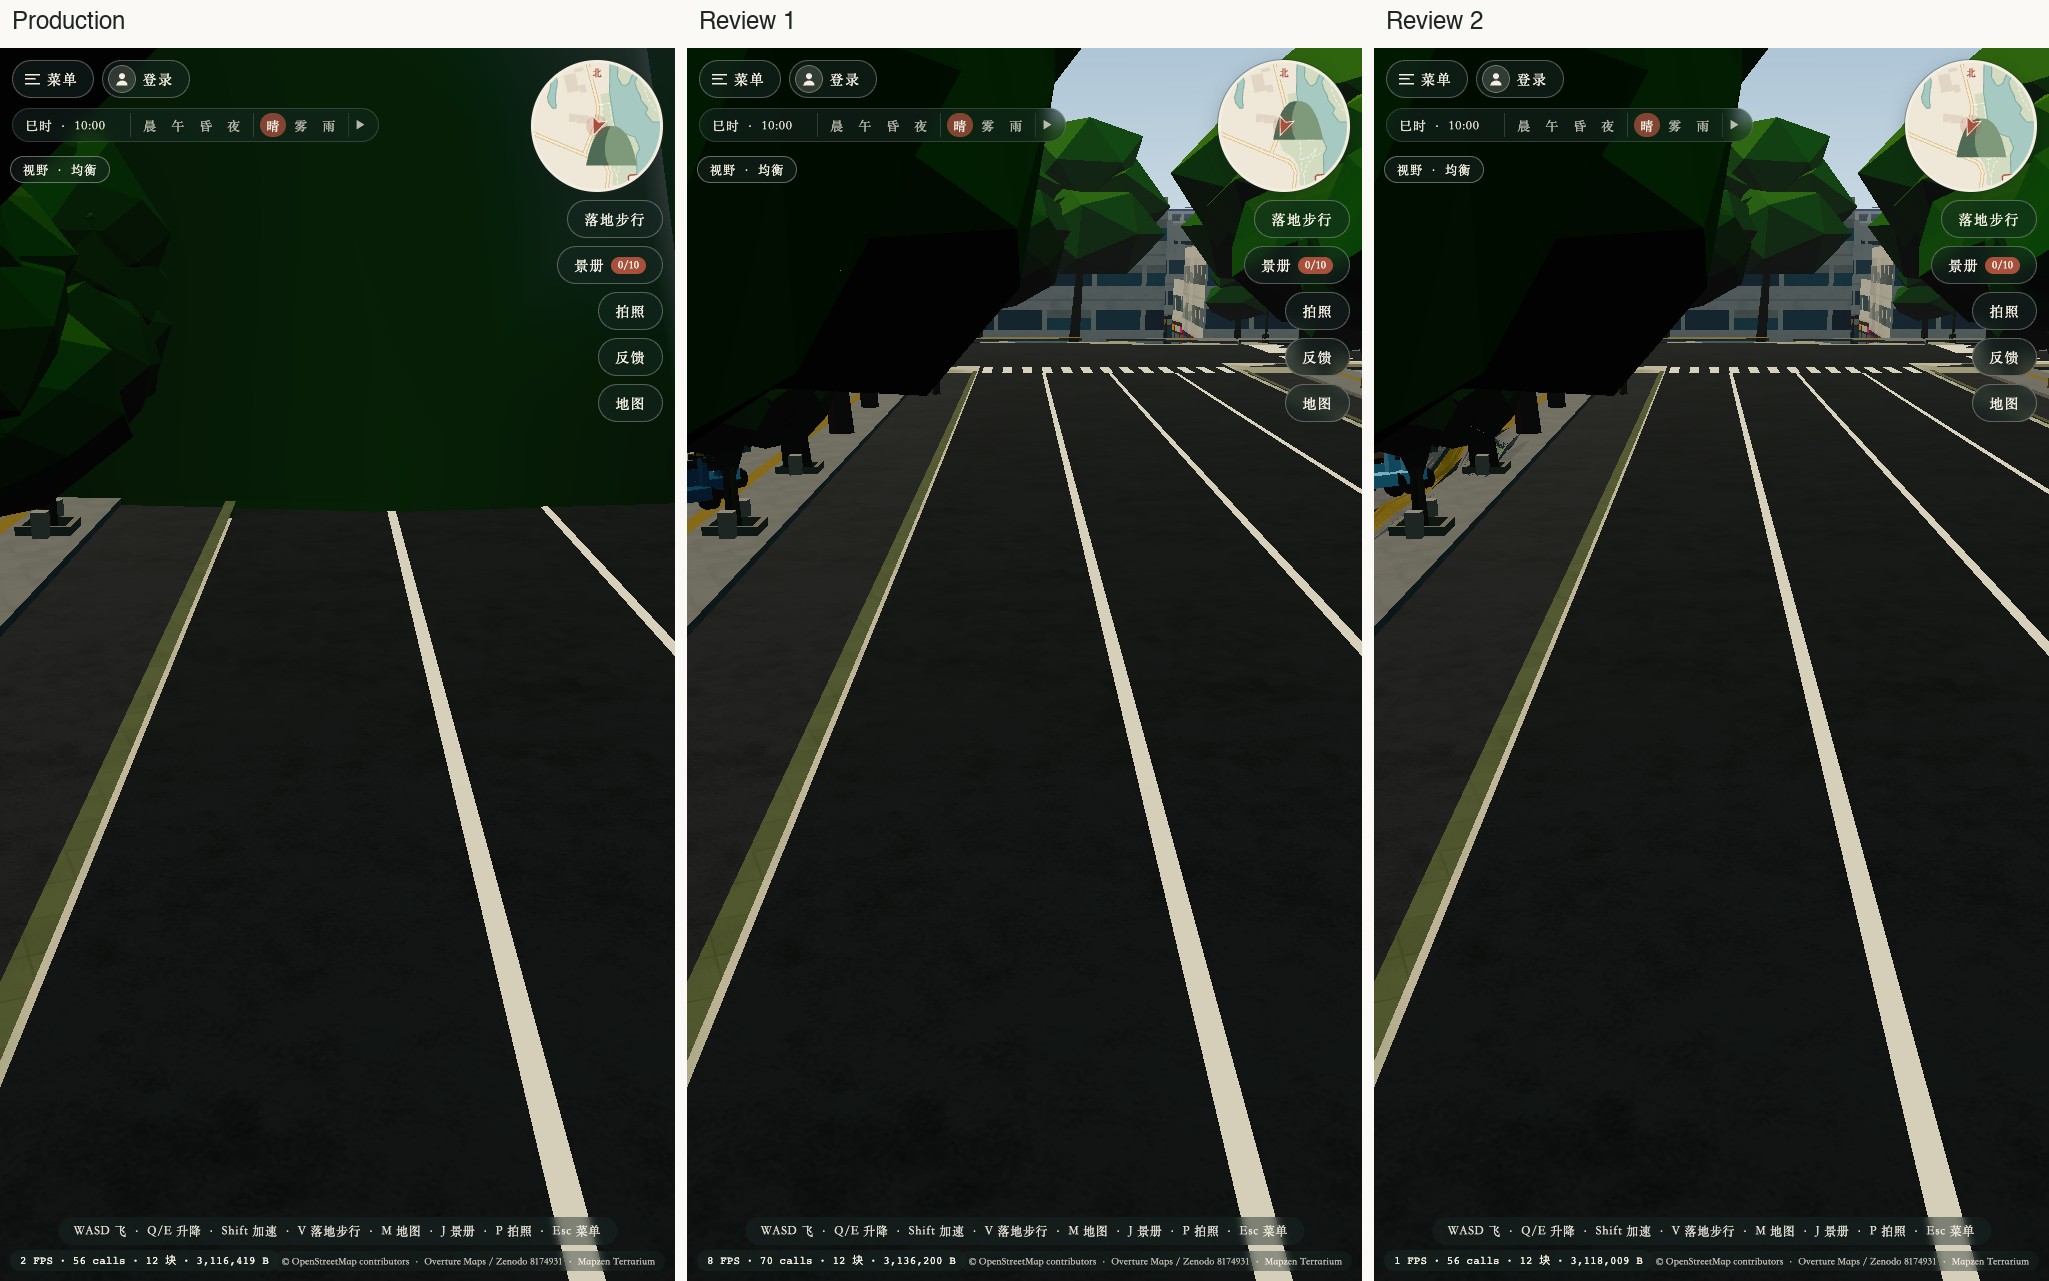 Production
菜单 登录
北
巳时 · 10:00 晨 午 昏 夜 晴 雾 雨
视野 · 均衡
落地步行
景册 0/10
拍照
反馈
地图
WASD 飞 · Q/E 升降 · Shift 加速 · V 落地步行 · M 地图 · J 景册 · P 拍照 · Esc 菜单
2 FPS · 56 calls · 12 块 · 3,116,419 B © OpenStreetMap contributors · Overture Maps / Zenodo 8174931 · Mapzen Terrarium
Review 1
菜单 登录
北
巳时 · 10:00 晨 午 昏 夜 晴 雾 雨
视野 · 均衡
落地步行
景册 0/10
拍照
反馈
地图
WASD 飞 · Q/E 升降 · Shift 加速 · V 落地步行 · M 地图 · J 景册 · P 拍照 · Esc 菜单
8 FPS · 70 calls · 12 块 · 3,136,200 B © OpenStreetMap contributors · Overture Maps / Zenodo 8174931 · Mapzen Terrarium
Review 2
菜单 登录
北
巳时 · 10:00 晨 午 昏 夜 晴 雾 雨
视野 · 均衡
落地步行
景册 0/10
拍照
反馈
地图
WASD 飞 · Q/E 升降 · Shift 加速 · V 落地步行 · M 地图 · J 景册 · P 拍照 · Esc 菜单
1 FPS · 56 calls · 12 块 · 3,118,009 B © OpenStreetMap contributors · Overture Maps / Zenodo 8174931 · Mapzen Terrarium